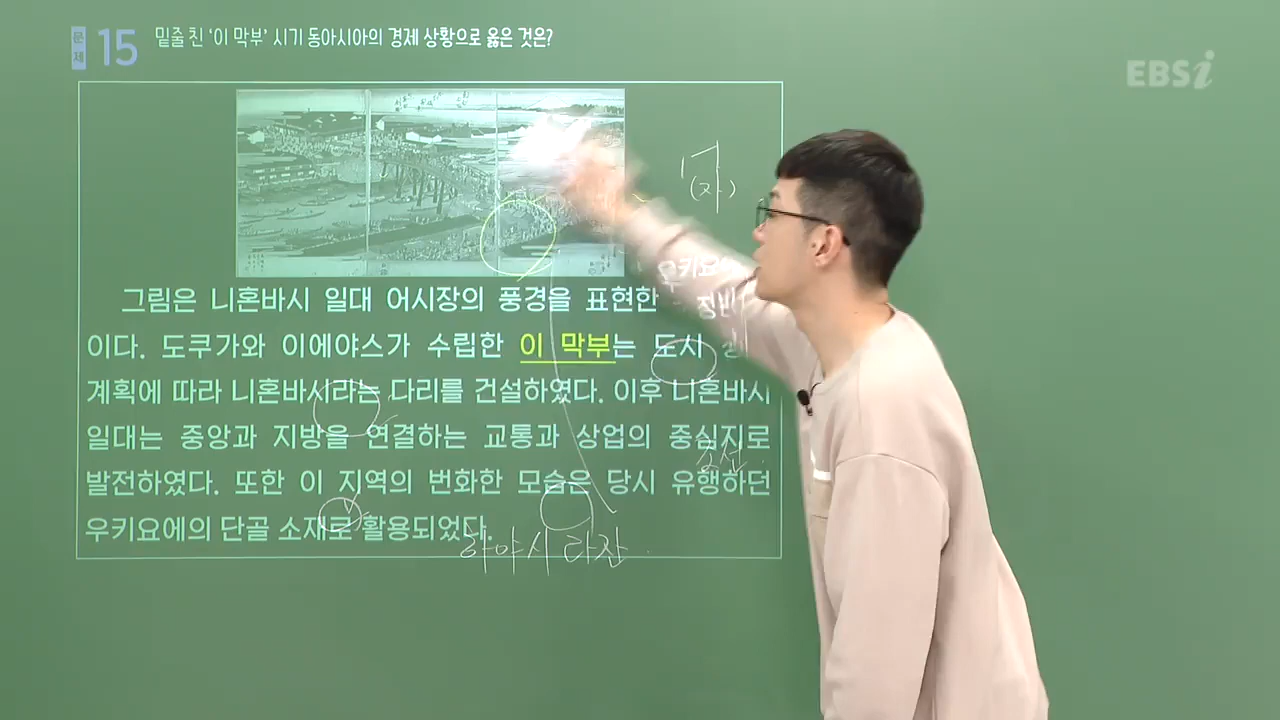 문제 15 밑줄 친 '이 막부' 시기 동아시아의 경제 상황으로 옳은 것은?
EBSi
(자)
우키요에
그림은 니혼바시 일대 어시장의 풍경을 표현한
이다. 도쿠가와 이에야스가 수립한 이 막부는 도시
계획에 따라 니혼바시라는 다리를 건설하였다. 이후 니혼바시
일대는 중앙과 지방을 연결하는 교통과 상업의 중심지로
조선
발전하였다. 또한 이 지역의 번화한 모습은 당시 유행하던
우키요에의 단골 소재로 활용되었다.
하야시 라잔